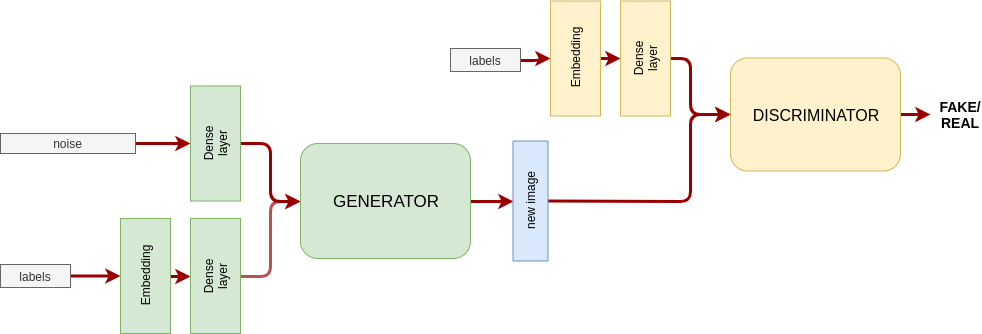 labels
Embedding
Dense
layer
DISCRIMINATOR
FAKE/
REAL
noise
Dense
layer
GENERATOR
new image
labels
Embedding
Dense
layer